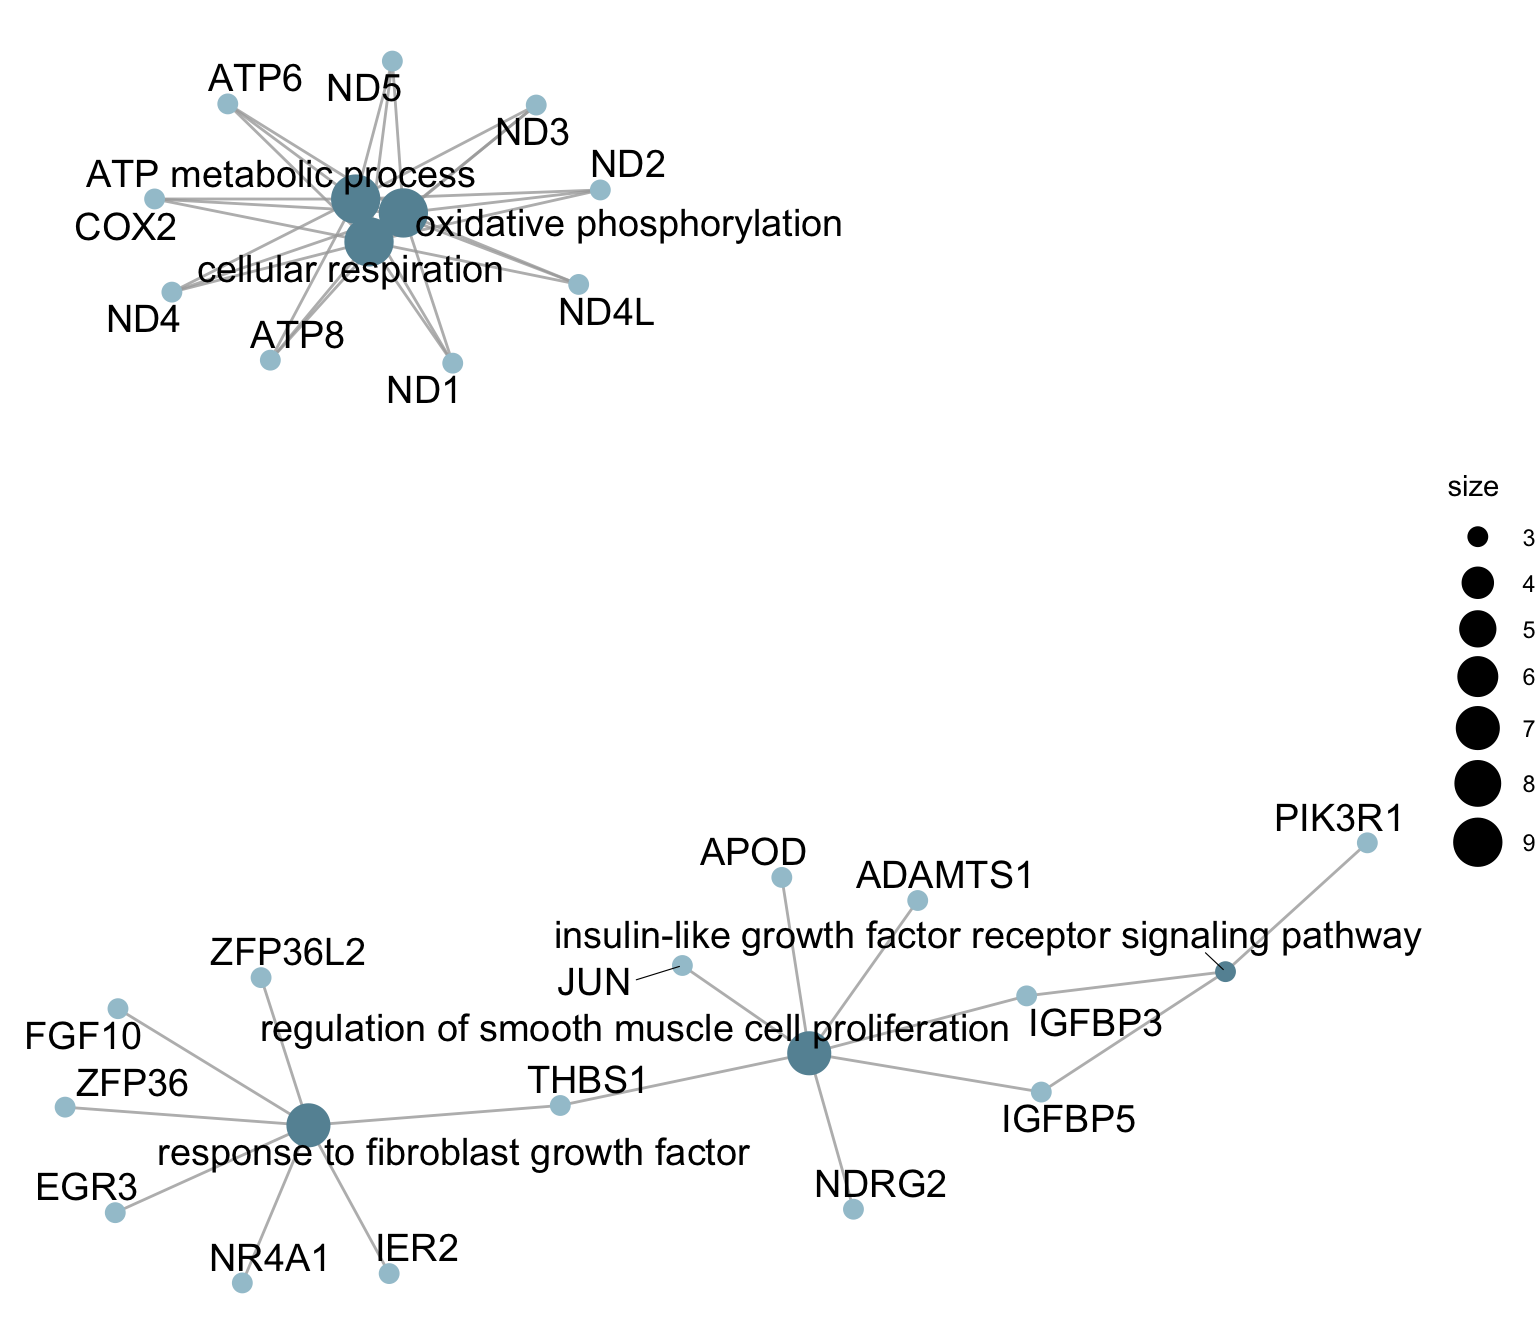 ATP6
ND5
ND3
ND2
ATP metabolic process
COX2
oxidative phosphorylation
cellular respiration
ND4
ATP8
ND4L
ND1
size
3
4
5
6
7
8
9
PIK3R1
APOD
ADAMTS1
insulin-like growth factor receptor signaling pathway
ZFP36L2
JUN
FGF10
regulation of smooth muscle cell proliferation
IGFBP3
ZFP36
THBS1
IGFBP5
response to fibroblast growth factor
EGR3
NDRG2
NR4A1
IER2